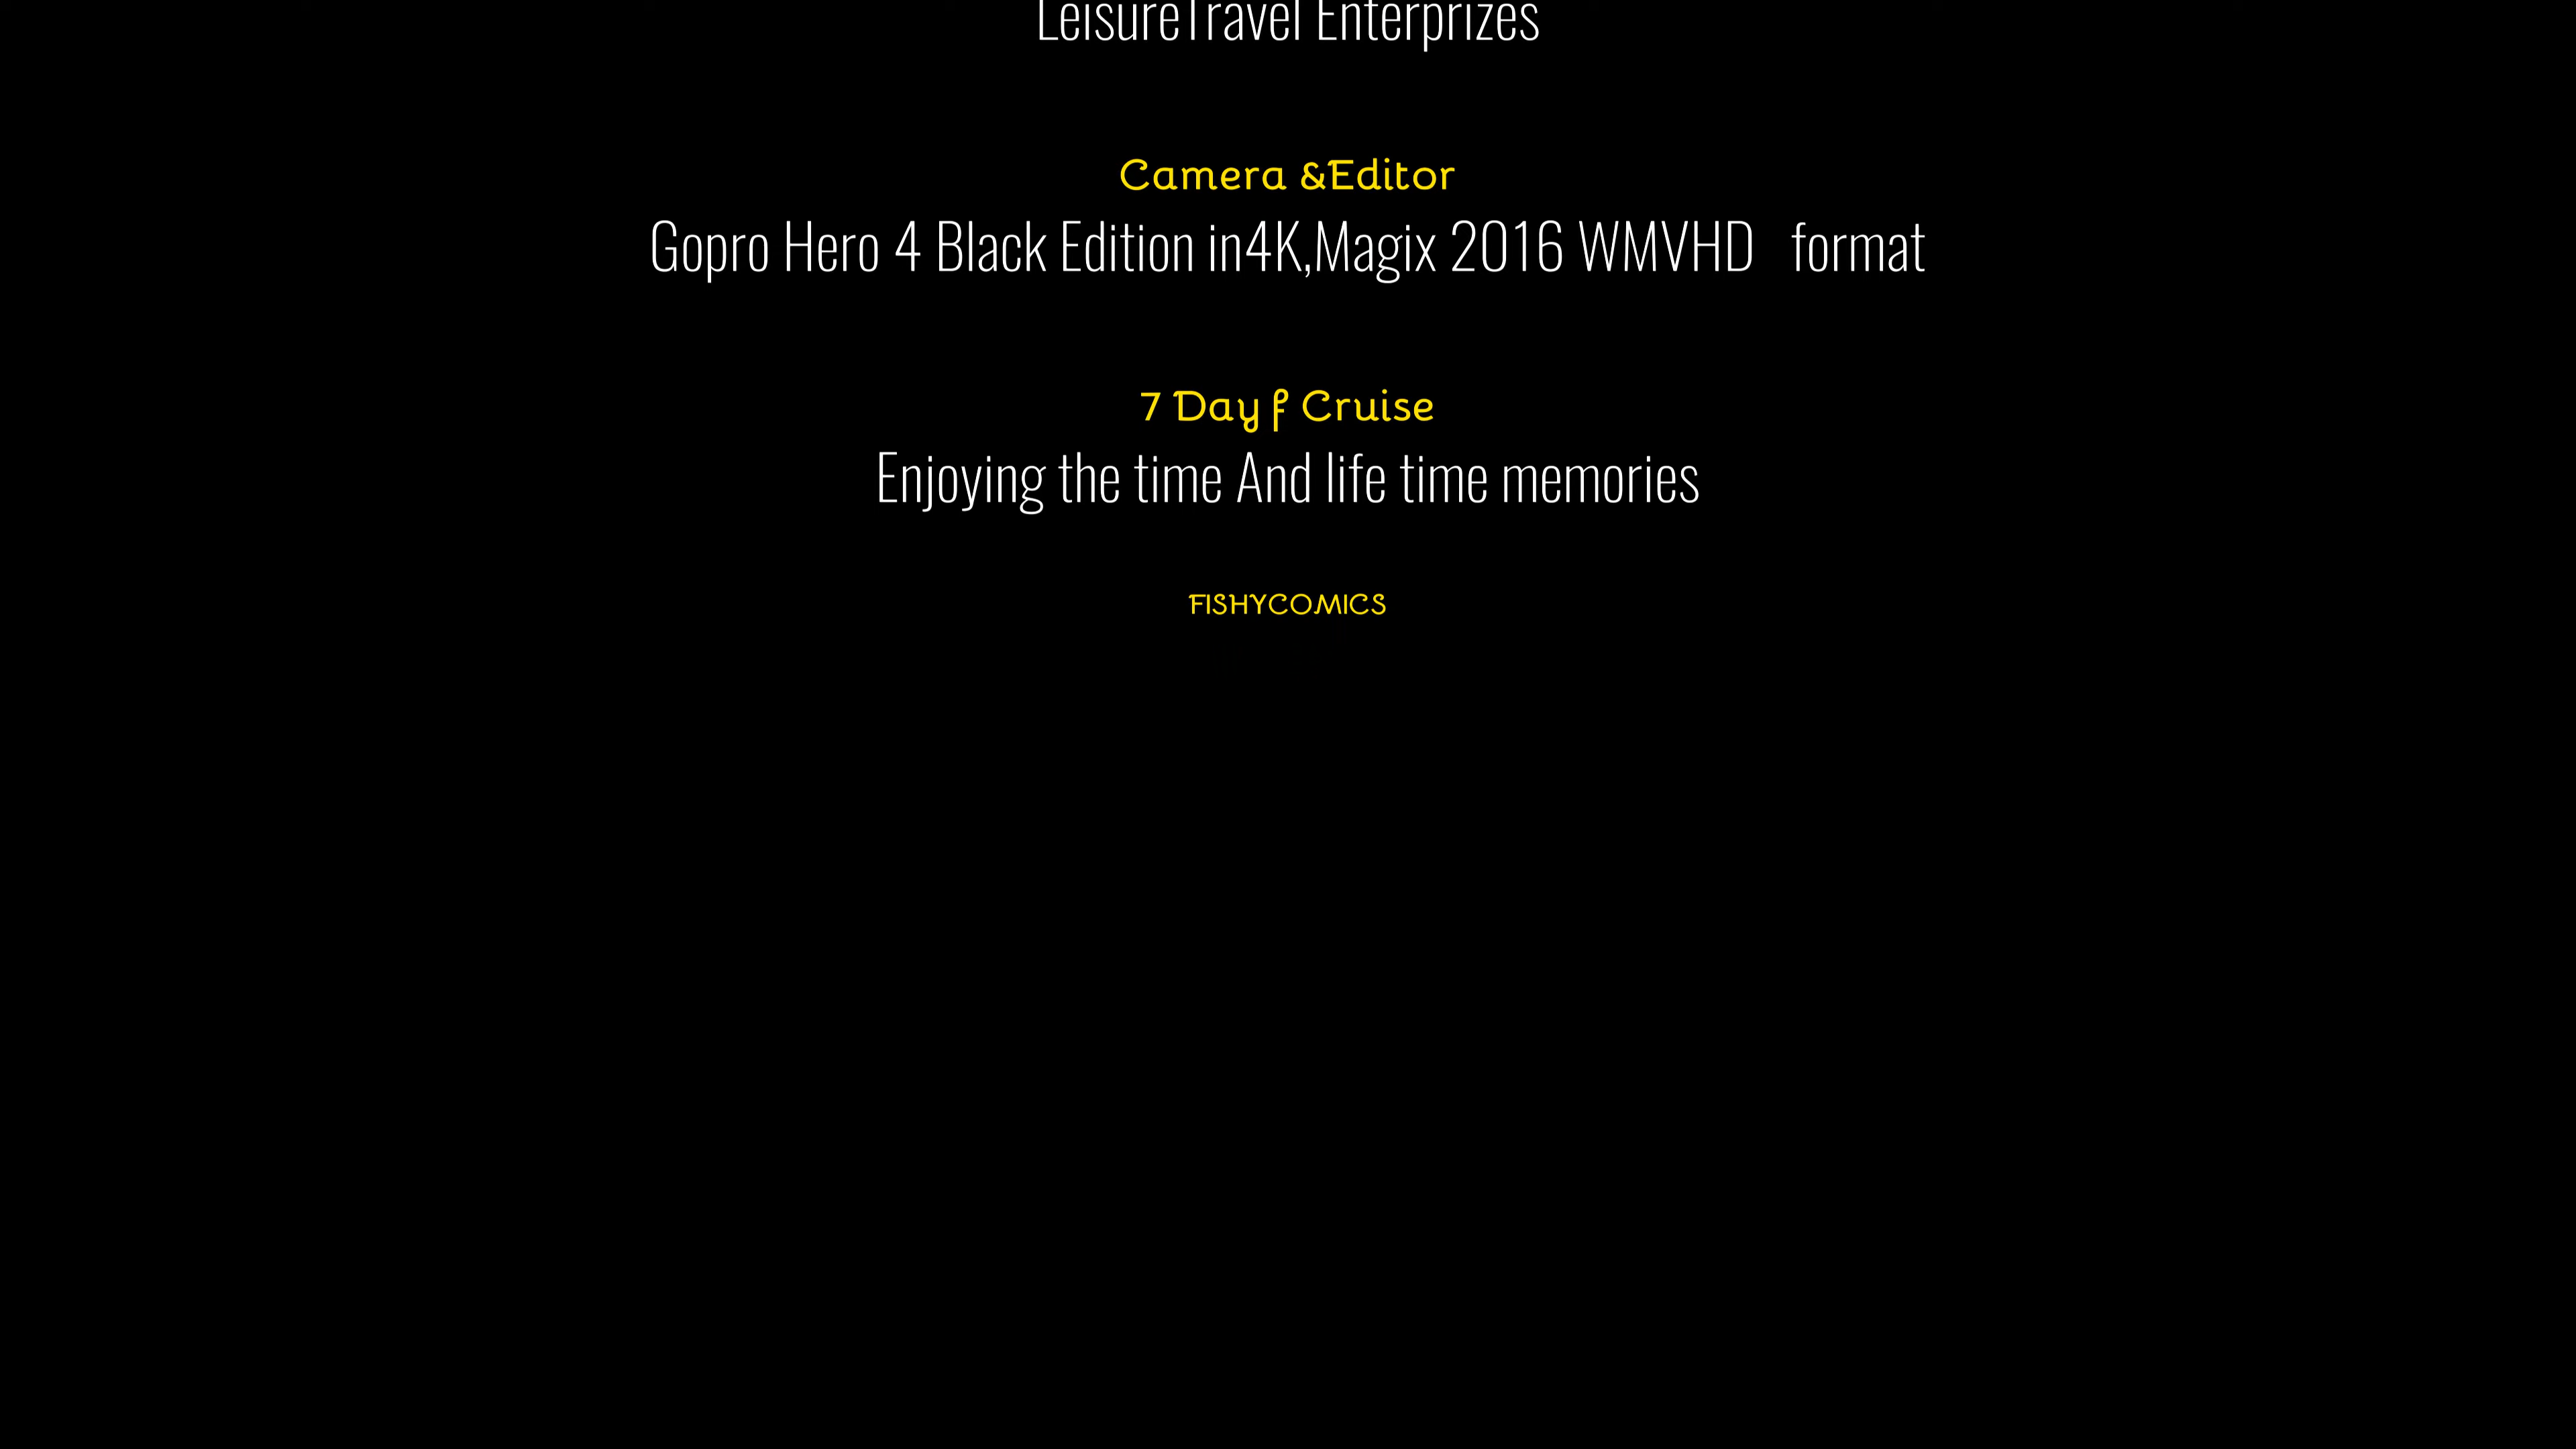 LeisureTravel Enterprizes
Camera &Editor
Gopro Hero 4 Black Edition in4K,Magix 2016 WMVHD format
7 Day f Cruise
Enjoying the time And life time memories
FISHYCOMICS